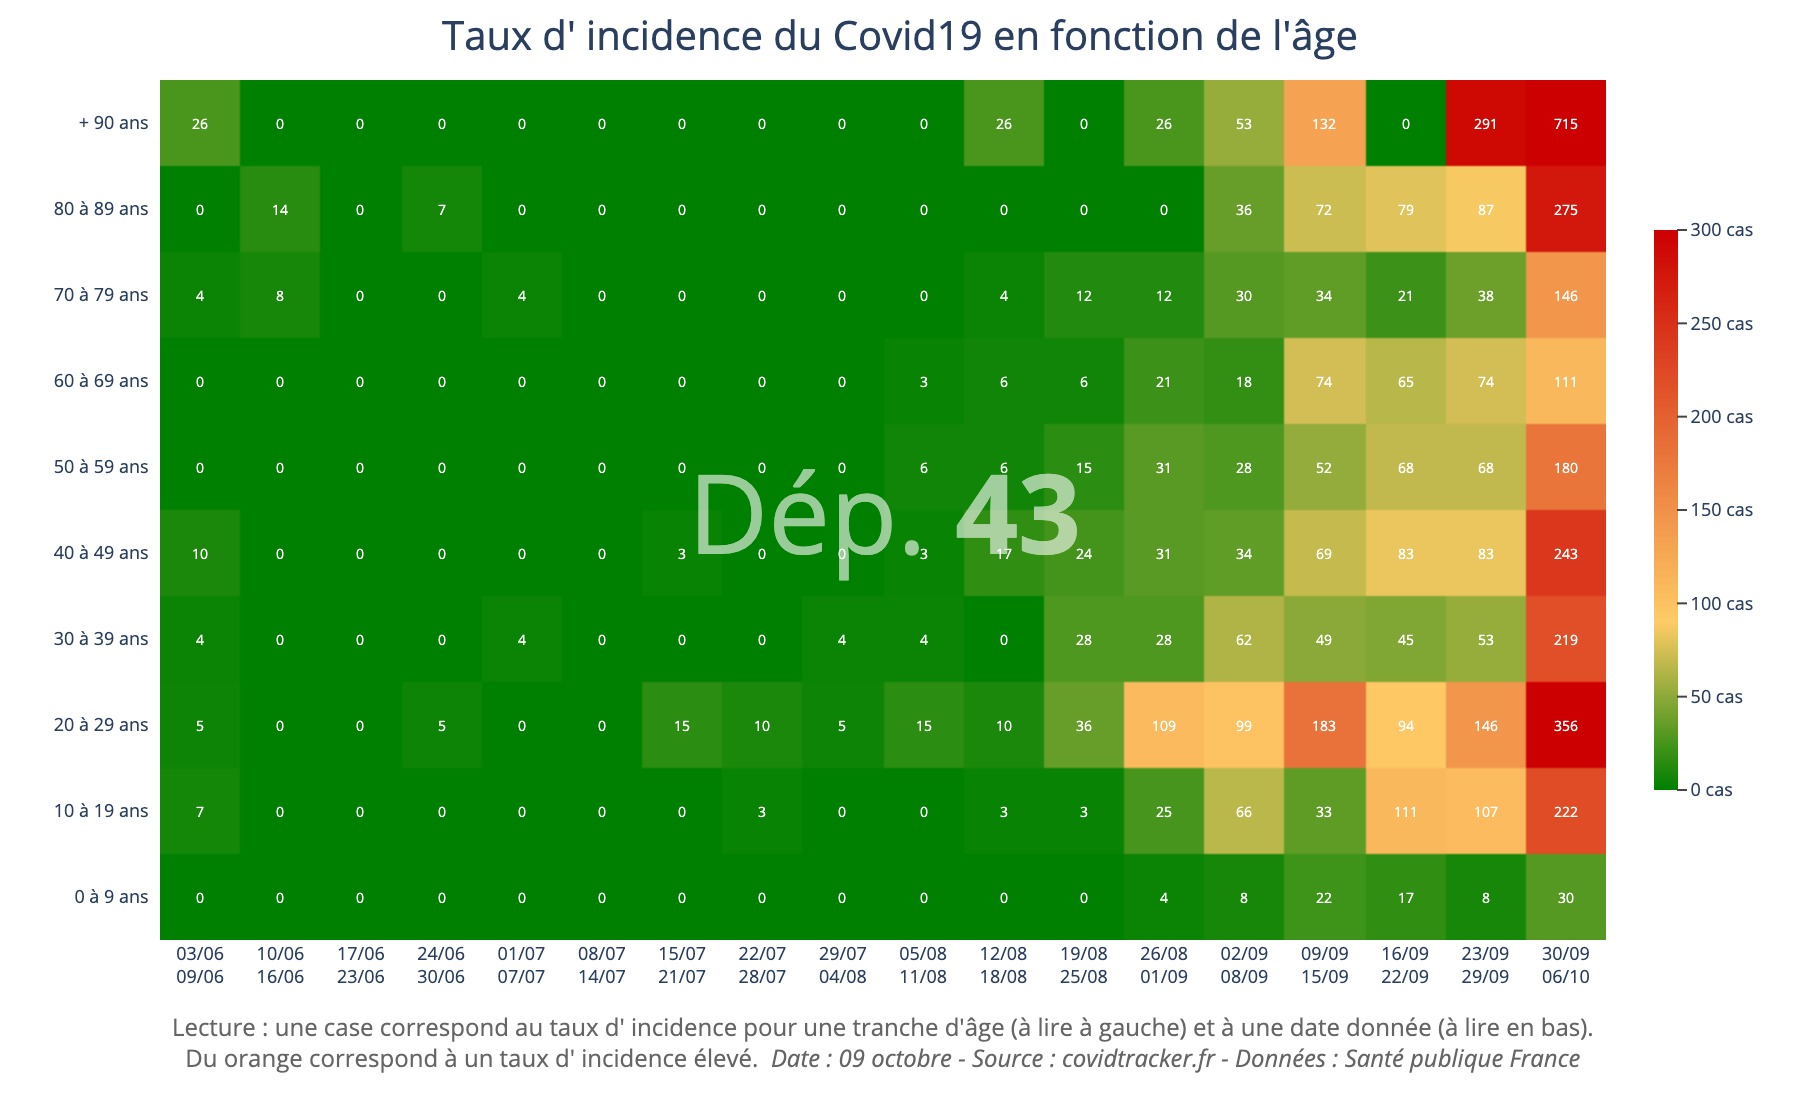 Taux d' incidence du Covid19 en fonction de l'âge
+ 90 ans 26 0 0 0 0 0 0 0 0 0 26 0 26 53 132 0 291 715
80 à 89 ans 0 14 0 7 0 0 0 0 0 0 0 0 0 36 72 79 87 275
70 à 79 ans 4 8 0 0 4 0 0 0 0 0 4 12 12 30 34 21 38 146
60 à 69 ans 0 0 0 0 0 0 0 0 0 3 6 6 21 18 74 65 74 111
50 à 59 ans 0 0 0 0 0 0 0 0 0 6 6 15 31 28 52 68 68 180
Dép. 43
40 à 49 ans 10 0 0 0 0 0 3 0 0 3 17 24 31 34 69 83 83 243
30 à 39 ans 4 0 0 0 4 0 0 0 4 4 0 28 28 62 49 45 53 219
20 à 29 ans 5 0 0 5 0 0 15 10 5 15 10 36 109 99 183 94 146 356
10 à 19 ans 7 0 0 0 0 0 0 3 0 0 3 3 25 66 33 111 107 222
0 à 9 ans 0 0 0 0 0 0 0 0 0 0 0 0 4 8 22 17 8 30
03/06 10/06 17/06 24/06 01/07 08/07 15/07 22/07 29/07 05/08 12/08 19/08 26/08 02/09 09/09 16/09 23/09 30/09
09/06 16/06 23/06 30/06 07/07 14/07 21/07 28/07 04/08 11/08 18/08 25/08 01/09 08/09 15/09 22/09 29/09 06/10
300 cas
250 cas
200 cas
150 cas
100 cas
50 cas
0 cas
Lecture : une case correspond au taux d' incidence pour une tranche d'âge (à lire à gauche) et à une date donnée (à lire en bas).
Du orange correspond à un taux d' incidence élevé. Date : 09 octobre - Source : covidtracker.fr - Données : Santé publique France